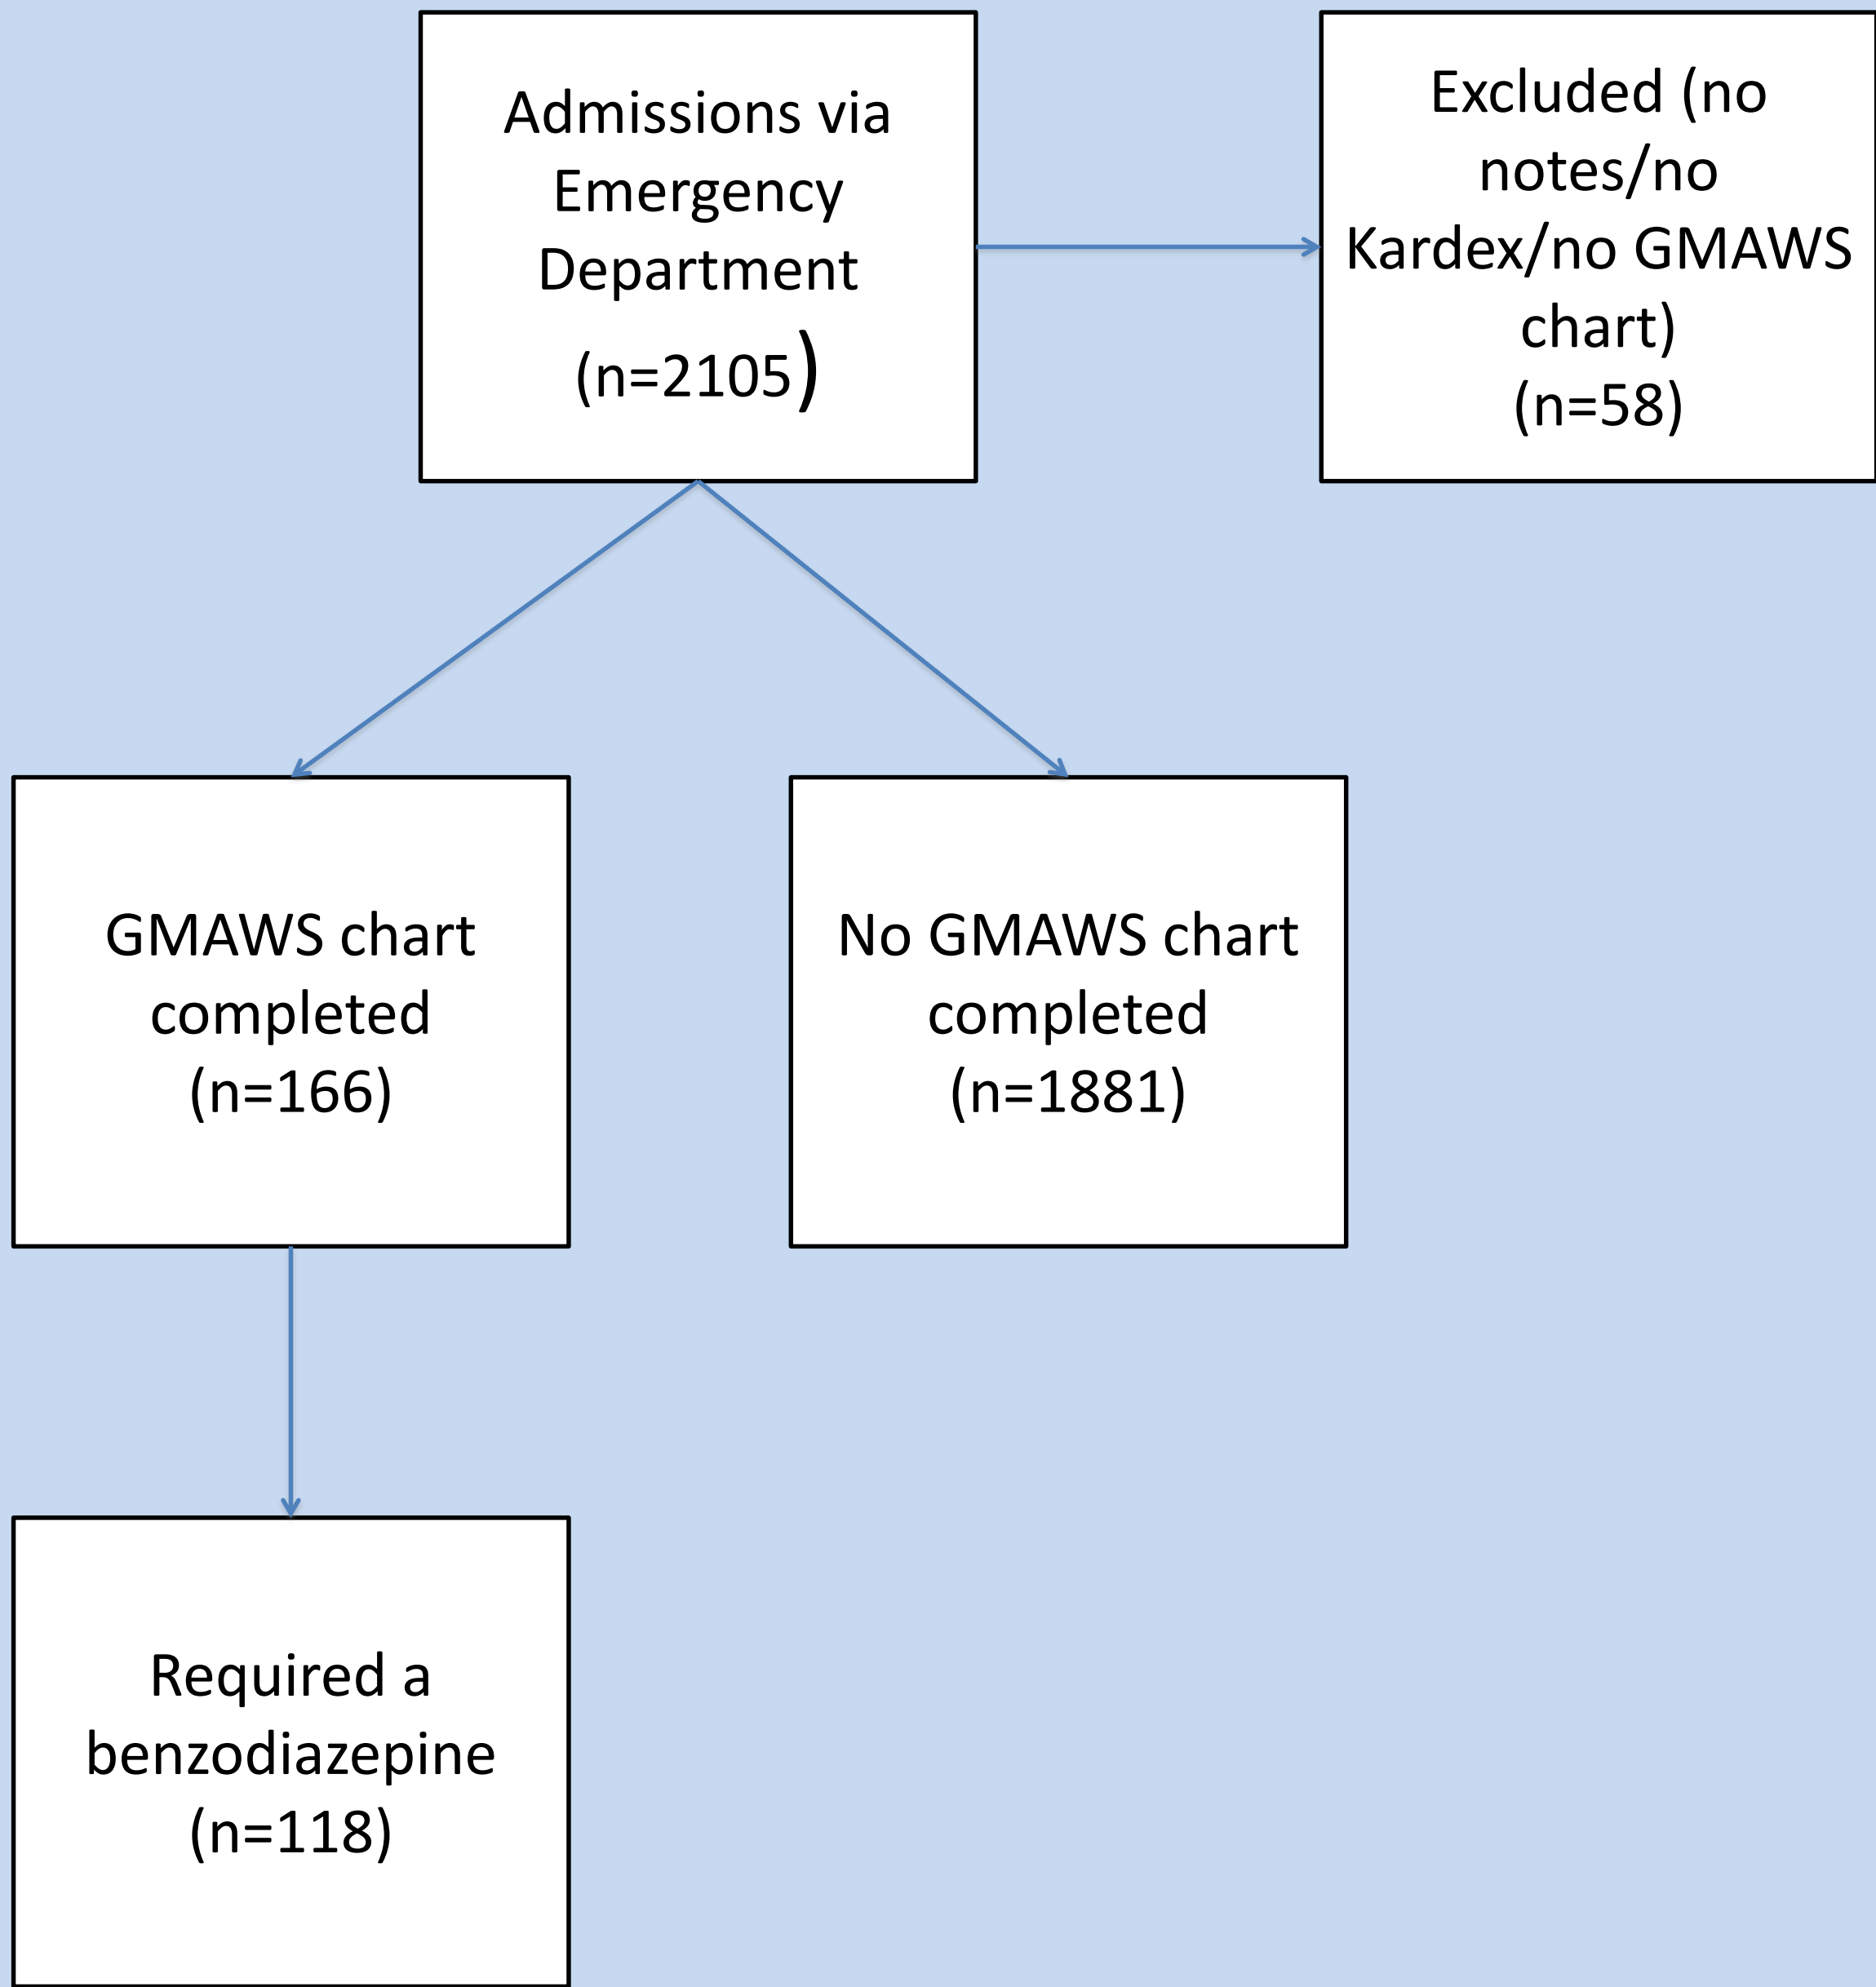 Admissions via
Emergency
Department
(n=2105)
Excluded (no
notes/no
Kardex/no GMAWS
chart)
(n=58)
GMAWS chart
completed
(n=166)
No GMAWS chart
completed
(n=1881)
Required a
benzodiazepine
(n=118)